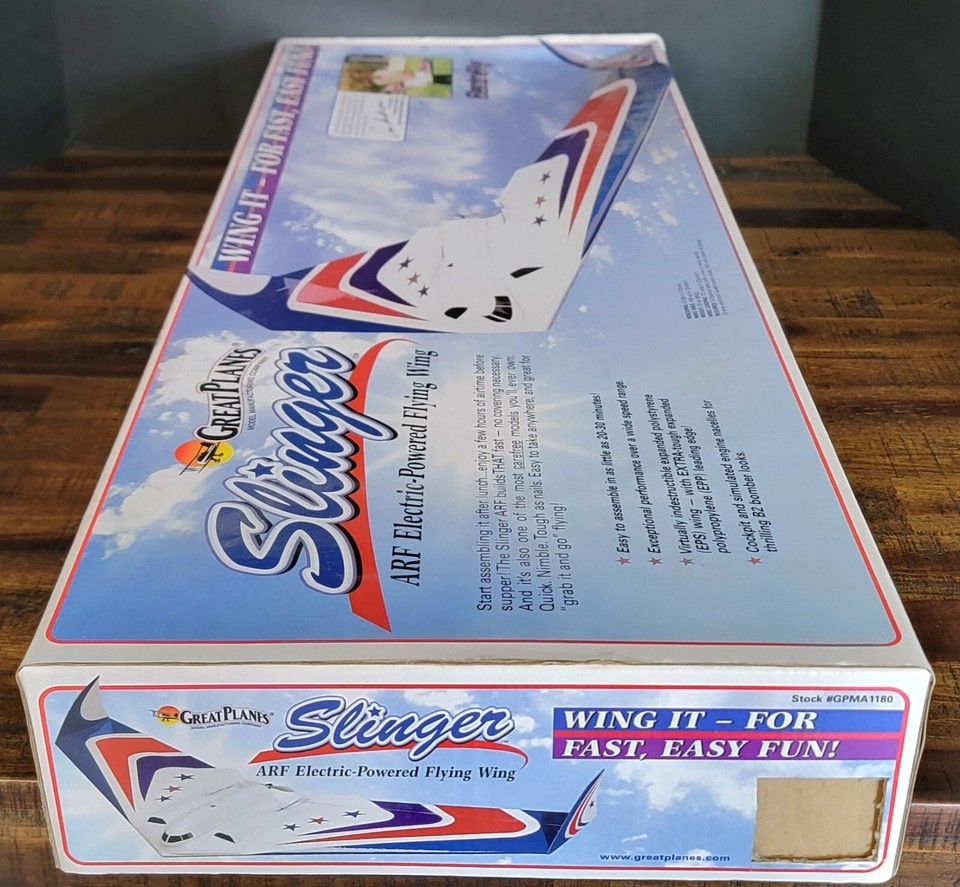 WING IT – FOR FAST, EASY FUN!
ElectriFly
GREAT PLANES®
MODEL MANUFACTURING COMPANY
Slinger™
ARF Electric-Powered Flying Wing
Start assembling it after lunch...enjoy a few hours of airtime before
supper! The Slinger ARF builds THAT fast – no covering necessary.
And it's also one of the most carefree models you'll ever own.
Quick. Nimble. Tough as nails. Easy to take anywhere, and great for
"grab it and go" flying!
★ Easy to assemble in as little as 20-30 minutes!
★ Exceptional performance over a wide speed range.
★ Virtually indestructible expanded polystyrene
(EPS) wing – with EXTRA-tough expanded
polypropylene (EPP) leading edge!
★ Cockpit and simulated engine nacelles for
thrilling B2 bomber looks.
GREAT PLANES®
MODEL MANUFACTURING COMPANY
Slinger™
ARF Electric-Powered Flying Wing
Stock #GPMA1180
WING IT – FOR
FAST, EASY FUN!
www.greatplanes.com